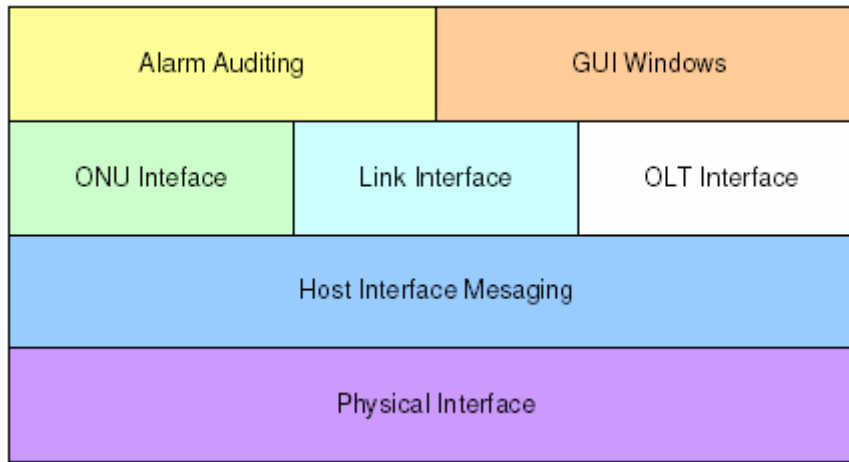 Alarm Auditing
GUI Windows
ONU Inteface
Link Interface
OLT Interface
Host Interface Mesaging
Physical Interface